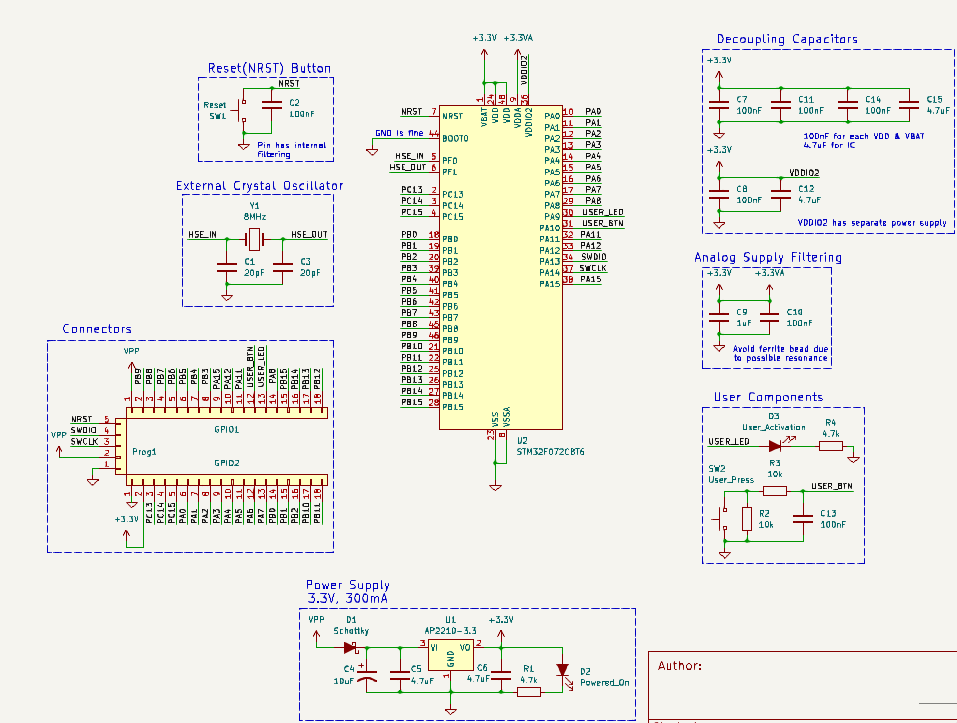 Reset(NRST) Button
NRST
Reset
SW1
C2
100nF
Pin has internal
filtering
External Crystal Oscillator
Y1
8MHz
HSE_IN
HSE_OUT
C1
20pF
C3
20pF
Connectors
VPP
PB9
PB8
PB7
PB6
PB5
PB4
PB3
PA15
PA12
PA11
USER_BTN
USER_LED
PA8
PB15
PB14
PB13
PB12
1
2
3
4
5
6
7
8
9
10
11
12
13
14
15
16
17
18
GPIO1
NRST
5
SWDIO
4
VPP
SWCLK
3
2
1
Prog1
GPIO2
1
2
3
4
5
6
7
8
9
10
11
12
13
14
15
16
17
18
+3.3V
PC13
PC14
PC15
PA0
PA1
PA2
PA3
PA4
PA5
PA6
PA7
PB0
PB1
PB2
PB10
PB11
+3.3V
+3.3VA
VDDIO2
1
24
48
9
36
VBAT
VDD
VDD
VDDA
VDDIO2
NRST 7 NRST
GND is fine 44 BOOT0
HSE_IN 5 PF0
HSE_OUT 6 PF1
PC13 2 PC13
PC14 3 PC14
PC15 4 PC15
PB0 18 PB0
PB1 19 PB1
PB2 20 PB2
PB3 39 PB3
PB4 40 PB4
PB5 41 PB5
PB6 42 PB6
PB7 43 PB7
PB8 45 PB8
PB9 46 PB9
PB10 21 PB10
PB11 22 PB11
PB12 25 PB12
PB13 26 PB13
PB14 27 PB14
PB15 28 PB15
PA0 10 PA0
PA1 11 PA1
PA2 12 PA2
PA3 13 PA3
PA4 14 PA4
PA5 15 PA5
PA6 16 PA6
PA7 17 PA7
PA8 29 PA8
PA9 30 USER_LED
PA10 31 USER_BTN
PA11 32 PA11
PA12 33 PA12
PA13 34 SWDIO
PA14 37 SWCLK
PA15 38 PA15
VSS
VSSA
23
8
U2
STM32F072CBT6
Decoupling Capacitors
+3.3V
C7
100nF
C11
100nF
C14
100nF
C15
4.7uF
100nF for each VDD & VBAT
4.7uF for IC
+3.3V
VDDIO2
C8
100nF
C12
4.7uF
VDDIO2 has separate power supply
Analog Supply Filtering
+3.3V
+3.3VA
C9
1uF
C10
100nF
Avoid ferrite bead due
to possible resonance
User Components
D3
User_Activation
R4
4.7k
USER_LED
SW2
User_Press
R3
10k
USER_BTN
R2
10k
C13
100nF
Power Supply
3.3V, 300mA
VPP
D1
Schottky
U1
AP2210-3.3
+3.3V
3
VI
VO
2
GND
1
C4
10uF
C5
4.7uF
C6
4.7uF
R1
4.7k
D2
Powered_On
Author: